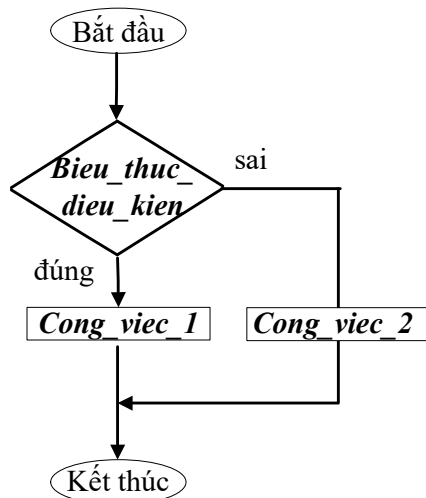 Bắt đầu
Bieu_thuc_
dieu_kien
sai
đúng
Cong_viec_1
Cong_viec_2
Kết thúc